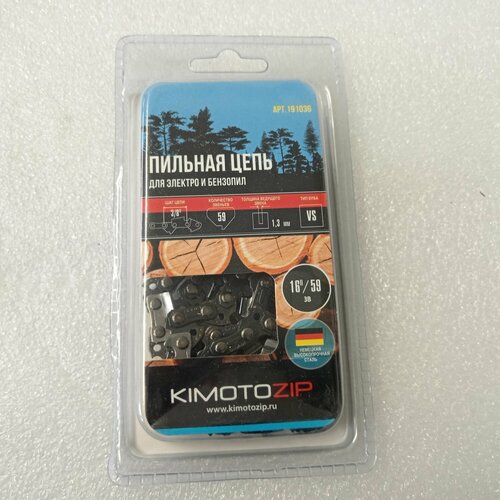 АРТ. 191036
ПИЛЬНАЯ ЦЕПЬ
ДЛЯ ЭЛЕКТРО И БЕНЗОПИЛ
ШАГ ЦЕПИ
3/8"
КОЛИЧЕСТВО ЗВЕНЬЕВ
59
ТОЛЩИНА ВЕДУЩЕГО ЗВЕНА
1,3 мм
ТИП ЗУБА
VS
16"/59
ЗВ
НЕМЕЦКАЯ
ВЫСОКОПРОЧНАЯ
СТАЛЬ
KIMOTOZIP
www.kimotozip.ru